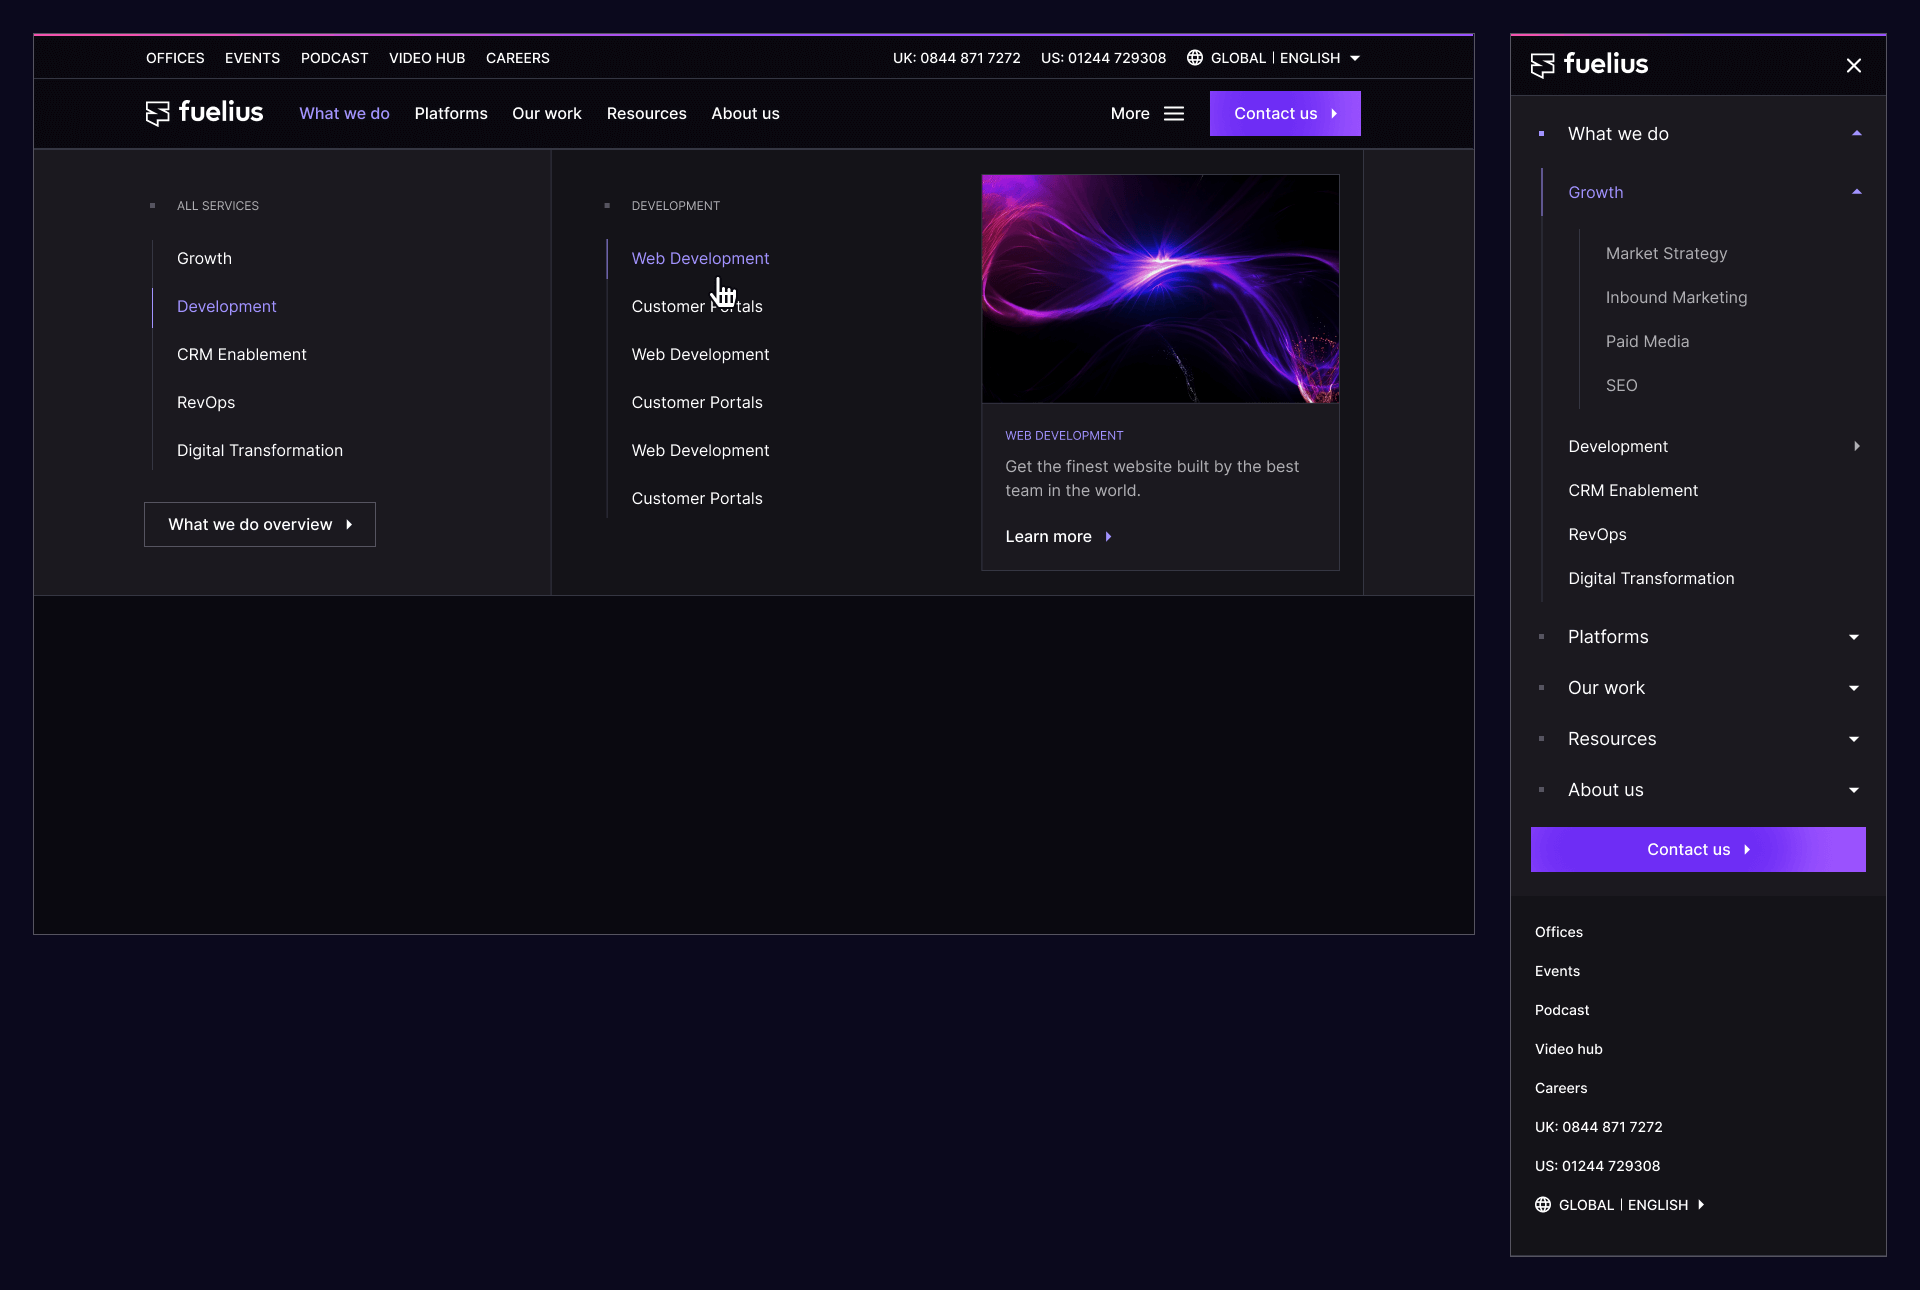 OFFICES EVENTS PODCAST VIDEO HUB CAREERS UK: 0844 871 7272 US: 01244 729308 GLOBAL | ENGLISH
fuelius What we do Platforms Our work Resources About us More Contact us
ALL SERVICES
Growth
Development
CRM Enablement
RevOps
Digital Transformation
What we do overview
DEVELOPMENT
Web Development
Customer Portals
Web Development
Customer Portals
Web Development
Customer Portals
WEB DEVELOPMENT
Get the finest website built by the best
team in the world.
Learn more
fuelius
What we do
Growth
Market Strategy
Inbound Marketing
Paid Media
SEO
Development
CRM Enablement
RevOps
Digital Transformation
Platforms
Our work
Resources
About us
Contact us
Offices
Events
Podcast
Video hub
Careers
UK: 0844 871 7272
US: 01244 729308
GLOBAL | ENGLISH